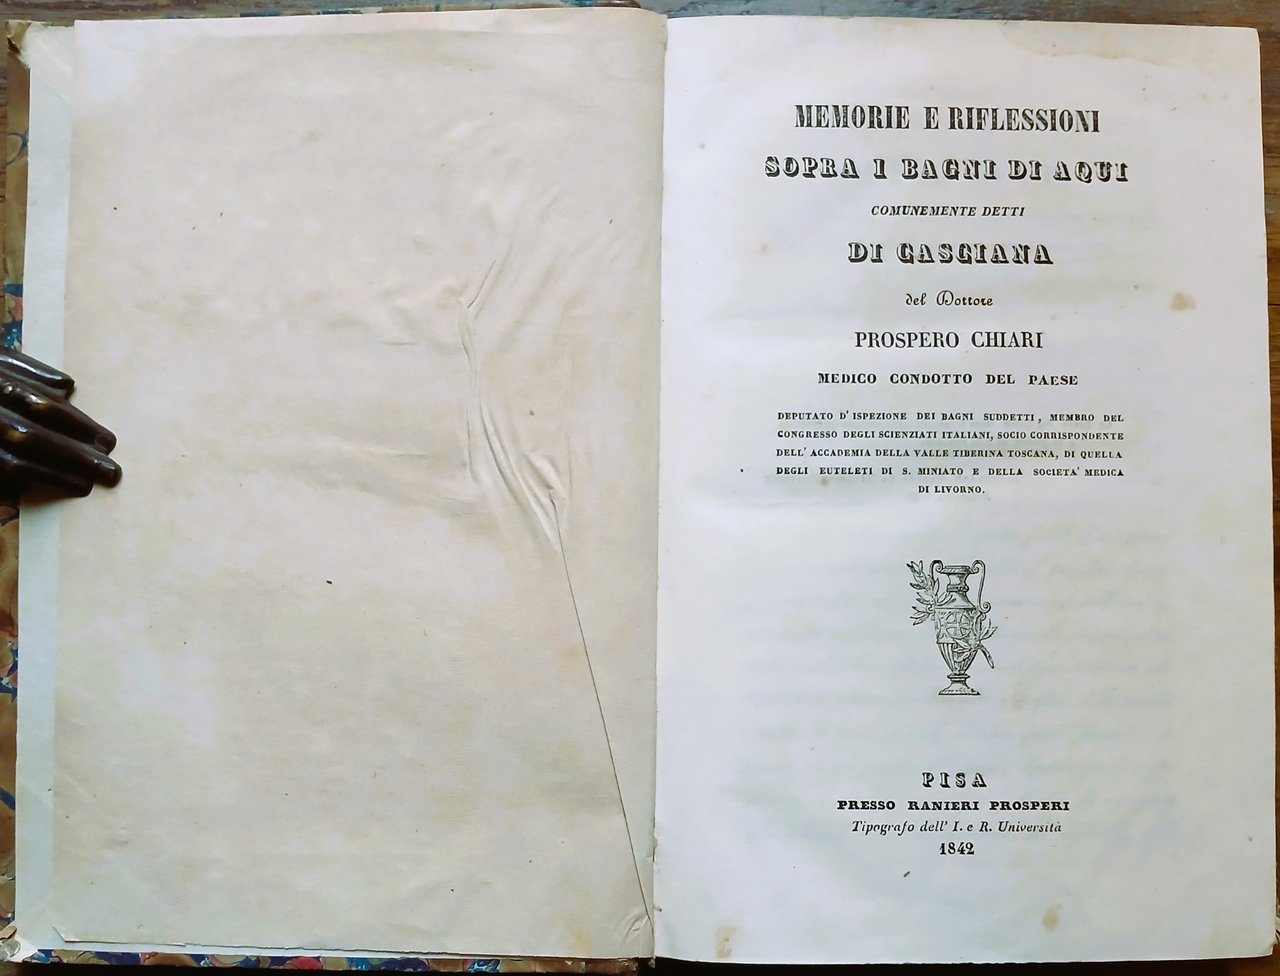 MEMORIE E RIFLESSIONI
SOPRA I BAGNI DI AQUI
COMUNEMENTE DETTI
DI CASCIANA
del Dottore
PROSPERO CHIARI
MEDICO CONDOTTO DEL PAESE
DEPUTATO D' ISPEZIONE DEI BAGNI SUDDETTI, MEMBRO DEL
CONGRESSO DEGLI SCIENZIATI ITALIANI, SOCIO CORRISPONDENTE
DELL' ACCADEMIA DELLA VALLE TIBERINA TOSCANA, DI QUELLA
DEGLI EUTELETI DI S. MINIATO E DELLA SOCIETA' MEDICA
DI LIVORNO.
PISA
PRESSO RANIERI PROSPERI
Tipografo dell' I. e R. Università
1842